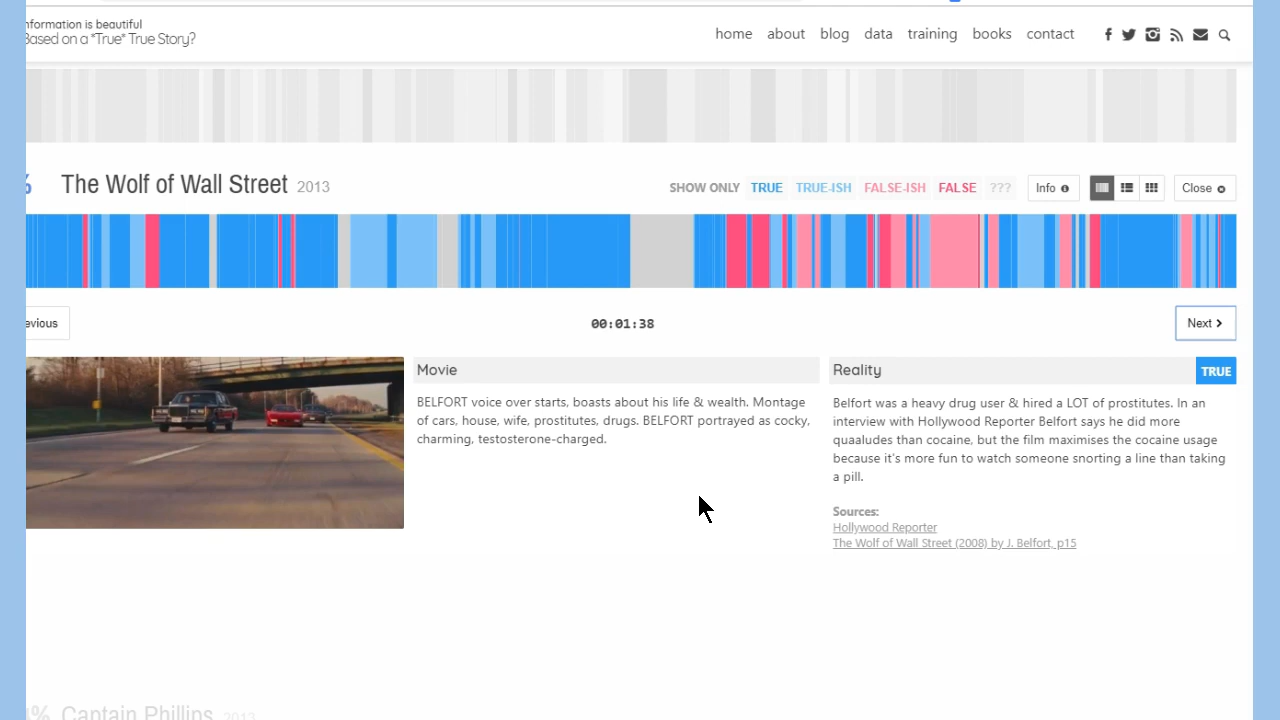 nformation is beautiful
Based on a *True* True Story?
home about blog data training books contact
% The Wolf of Wall Street 2013
SHOW ONLY TRUE TRUE-ISH FALSE-ISH FALSE ??? Info Close
evious 00:01:38 Next
Movie
BELFORT voice over starts, boasts about his life & wealth. Montage
of cars, house, wife, prostitutes, drugs. BELFORT portrayed as cocky,
charming, testosterone-charged.
Reality TRUE
Belfort was a heavy drug user & hired a LOT of prostitutes. In an
interview with Hollywood Reporter Belfort says he did more
quaaludes than cocaine, but the film maximises the cocaine usage
because it's more fun to watch someone snorting a line than taking
a pill.
Sources:
Hollywood Reporter
The Wolf of Wall Street (2008) by J. Belfort, p15
% Captain Phillips 2013